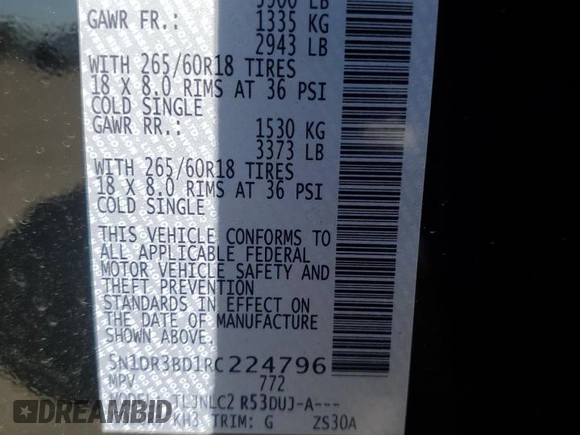 GAWR FR.: 1335 KG
2943 LB
WITH 265/60R18 TIRES
18 X 8.0 RIMS AT 36 PSI
COLD SINGLE
GAWR RR.: 1530 KG
3373 LB
WITH 265/60R18 TIRES
18 X 8.0 RIMS AT 36 PSI
COLD SINGLE
THIS VEHICLE CONFORMS TO
ALL APPLICABLE FEDERAL
MOTOR VEHICLE SAFETY AND
THEFT PREVENTION
STANDARDS IN EFFECT ON
THE DATE OF MANUFACTURE
SHOWN ABOVE.
5N1DR3BD1RC224796
MPV 772
TLJNLC2 R53DUJ-A---
KH3 TRIM: G ZS30A
BIDFAX